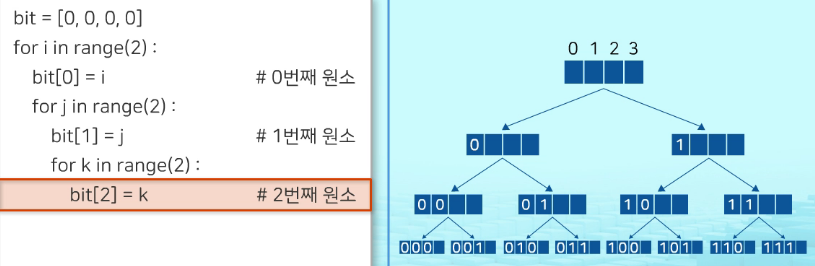 bit = [0, 0, 0, 0]
for i in range(2) :
bit[0] = i # 0번째 원소
for j in range(2) :
bit[1] = j # 1번째 원소
for k in range(2) :
bit[2] = k # 2번째 원소
0 1 2 3
0 1
0 0 0 1 1 0 1 1
0 0 0 0 0 1 0 1 0 0 1 1 1 0 0 1 0 1 1 1 0 1 1 1